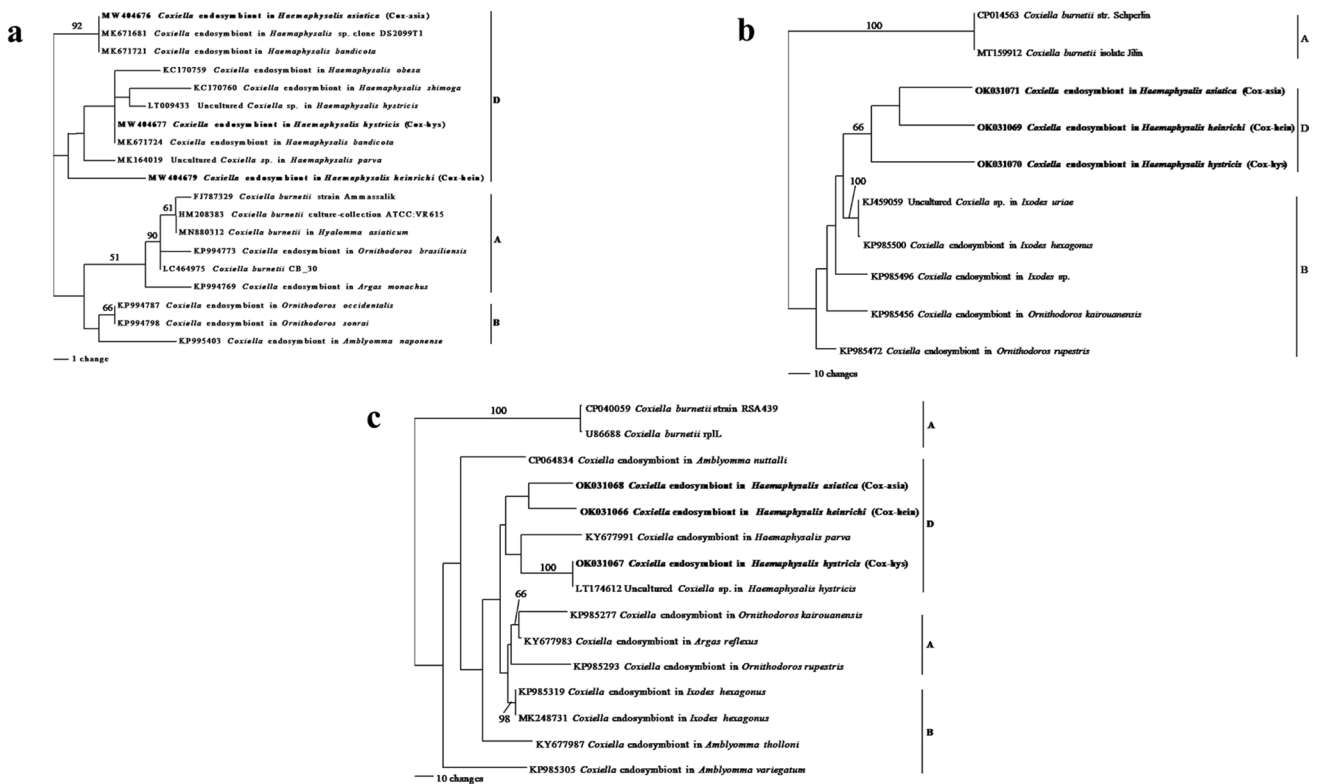 a
92
MW404676 Coxiella endosymbiont in Haemaphysalis asiatica (Cox-asia)
MK671681 Coxiella endosymbiont in Haemaphysalis sp. clone DS2099T1
MK671721 Coxiella endosymbiont in Haemaphysalis bandicota
KC170759 Coxiella endosymbiont in Haemaphysalis obesa
KC170760 Coxiella endosymbiont in Haemaphysalis shimoga
LT009433 Uncultured Coxiella sp. in Haemaphysalis hystricis
MW404677 Coxiella endosymbiont in Haemaphysalis hystricis (Cox-hys)
MK671724 Coxiella endosymbiont in Haemaphysalis bandicota
MK164019 Uncultured Coxiella sp. in Haemaphysalis parva
MW404679 Coxiella endosymbiont in Haemaphysalis heinrichi (Cox-hein)
D
FJ787329 Coxiella burnetii strain Ammassalik
61
HM208383 Coxiella burnetii culture-collection ATCC:VR615
MN880312 Coxiella burnetii in Hyalomma asiaticum
90
KP994773 Coxiella endosymbiont in Ornithodoros brasiliensis
51
LC464975 Coxiella burnetii CB_30
KP994769 Coxiella endosymbiont in Argas monachus
A
66
KP994787 Coxiella endosymbiont in Ornithodoros occidentalis
KP994798 Coxiella endosymbiont in Ornithodoros sonrai
KP995403 Coxiella endosymbiont in Amblyomma naponense
B
1 change
b
100
CP014563 Coxiella burnetii str. Schperlin
MT159912 Coxiella burnetii isolate Jilin
A
OK031071 Coxiella endosymbiont in Haemaphysalis asiatica (Cox-asia)
66
OK031069 Coxiella endosymbiont in Haemaphysalis heinrichi (Cox-hein)
OK031070 Coxiella endosymbiont in Haemaphysalis hystricis (Cox-hys)
D
100
KJ459059 Uncultured Coxiella sp. in Ixodes uriae
KP985500 Coxiella endosymbiont in Ixodes hexagonus
KP985496 Coxiella endosymbiont in Ixodes sp.
KP985456 Coxiella endosymbiont in Ornithodoros kairouanensis
KP985472 Coxiella endosymbiont in Ornithodoros rupestris
B
10 changes
c
100
CP040059 Coxiella burnetii strain RSA439
U86688 Coxiella burnetii rplL
A
CP064834 Coxiella endosymbiont in Amblyomma nuttalli
OK031068 Coxiella endosymbiont in Haemaphysalis asiatica (Cox-asia)
OK031066 Coxiella endosymbiont in Haemaphysalis heinrichi (Cox-hein)
KY677991 Coxiella endosymbiont in Haemaphysalis parva
100
OK031067 Coxiella endosymbiont in Haemaphysalis hystricis (Cox-hys)
LT174612 Uncultured Coxiella sp. in Haemaphysalis hystricis
D
66
KP985277 Coxiella endosymbiont in Ornithodoros kairouanensis
KY677983 Coxiella endosymbiont in Argas reflexus
KP985293 Coxiella endosymbiont in Ornithodoros rupestris
A
KP985319 Coxiella endosymbiont in Ixodes hexagonus
98
MK248731 Coxiella endosymbiont in Ixodes hexagonus
KY677987 Coxiella endosymbiont in Amblyomma tholloni
KP985305 Coxiella endosymbiont in Amblyomma variegatum
B
10 changes